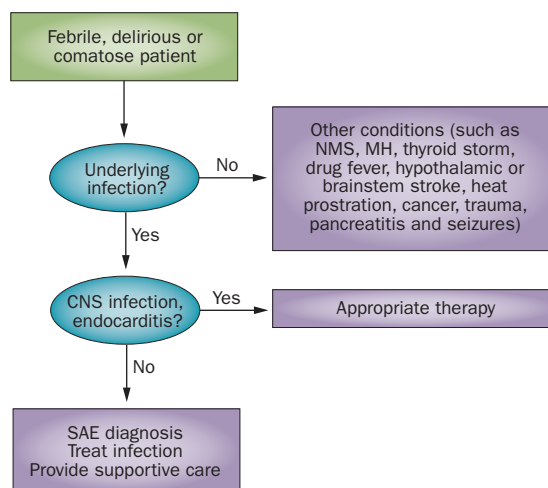 Febrile, delirious or
comatose patient
Underlying
infection?
No
Other conditions (such as
NMS, MH, thyroid storm,
drug fever, hypothalamic or
brainstem stroke, heat
prostration, cancer, trauma,
pancreatitis and seizures)
Yes
CNS infection,
endocarditis?
Yes
Appropriate therapy
No
SAE diagnosis
Treat infection
Provide supportive care